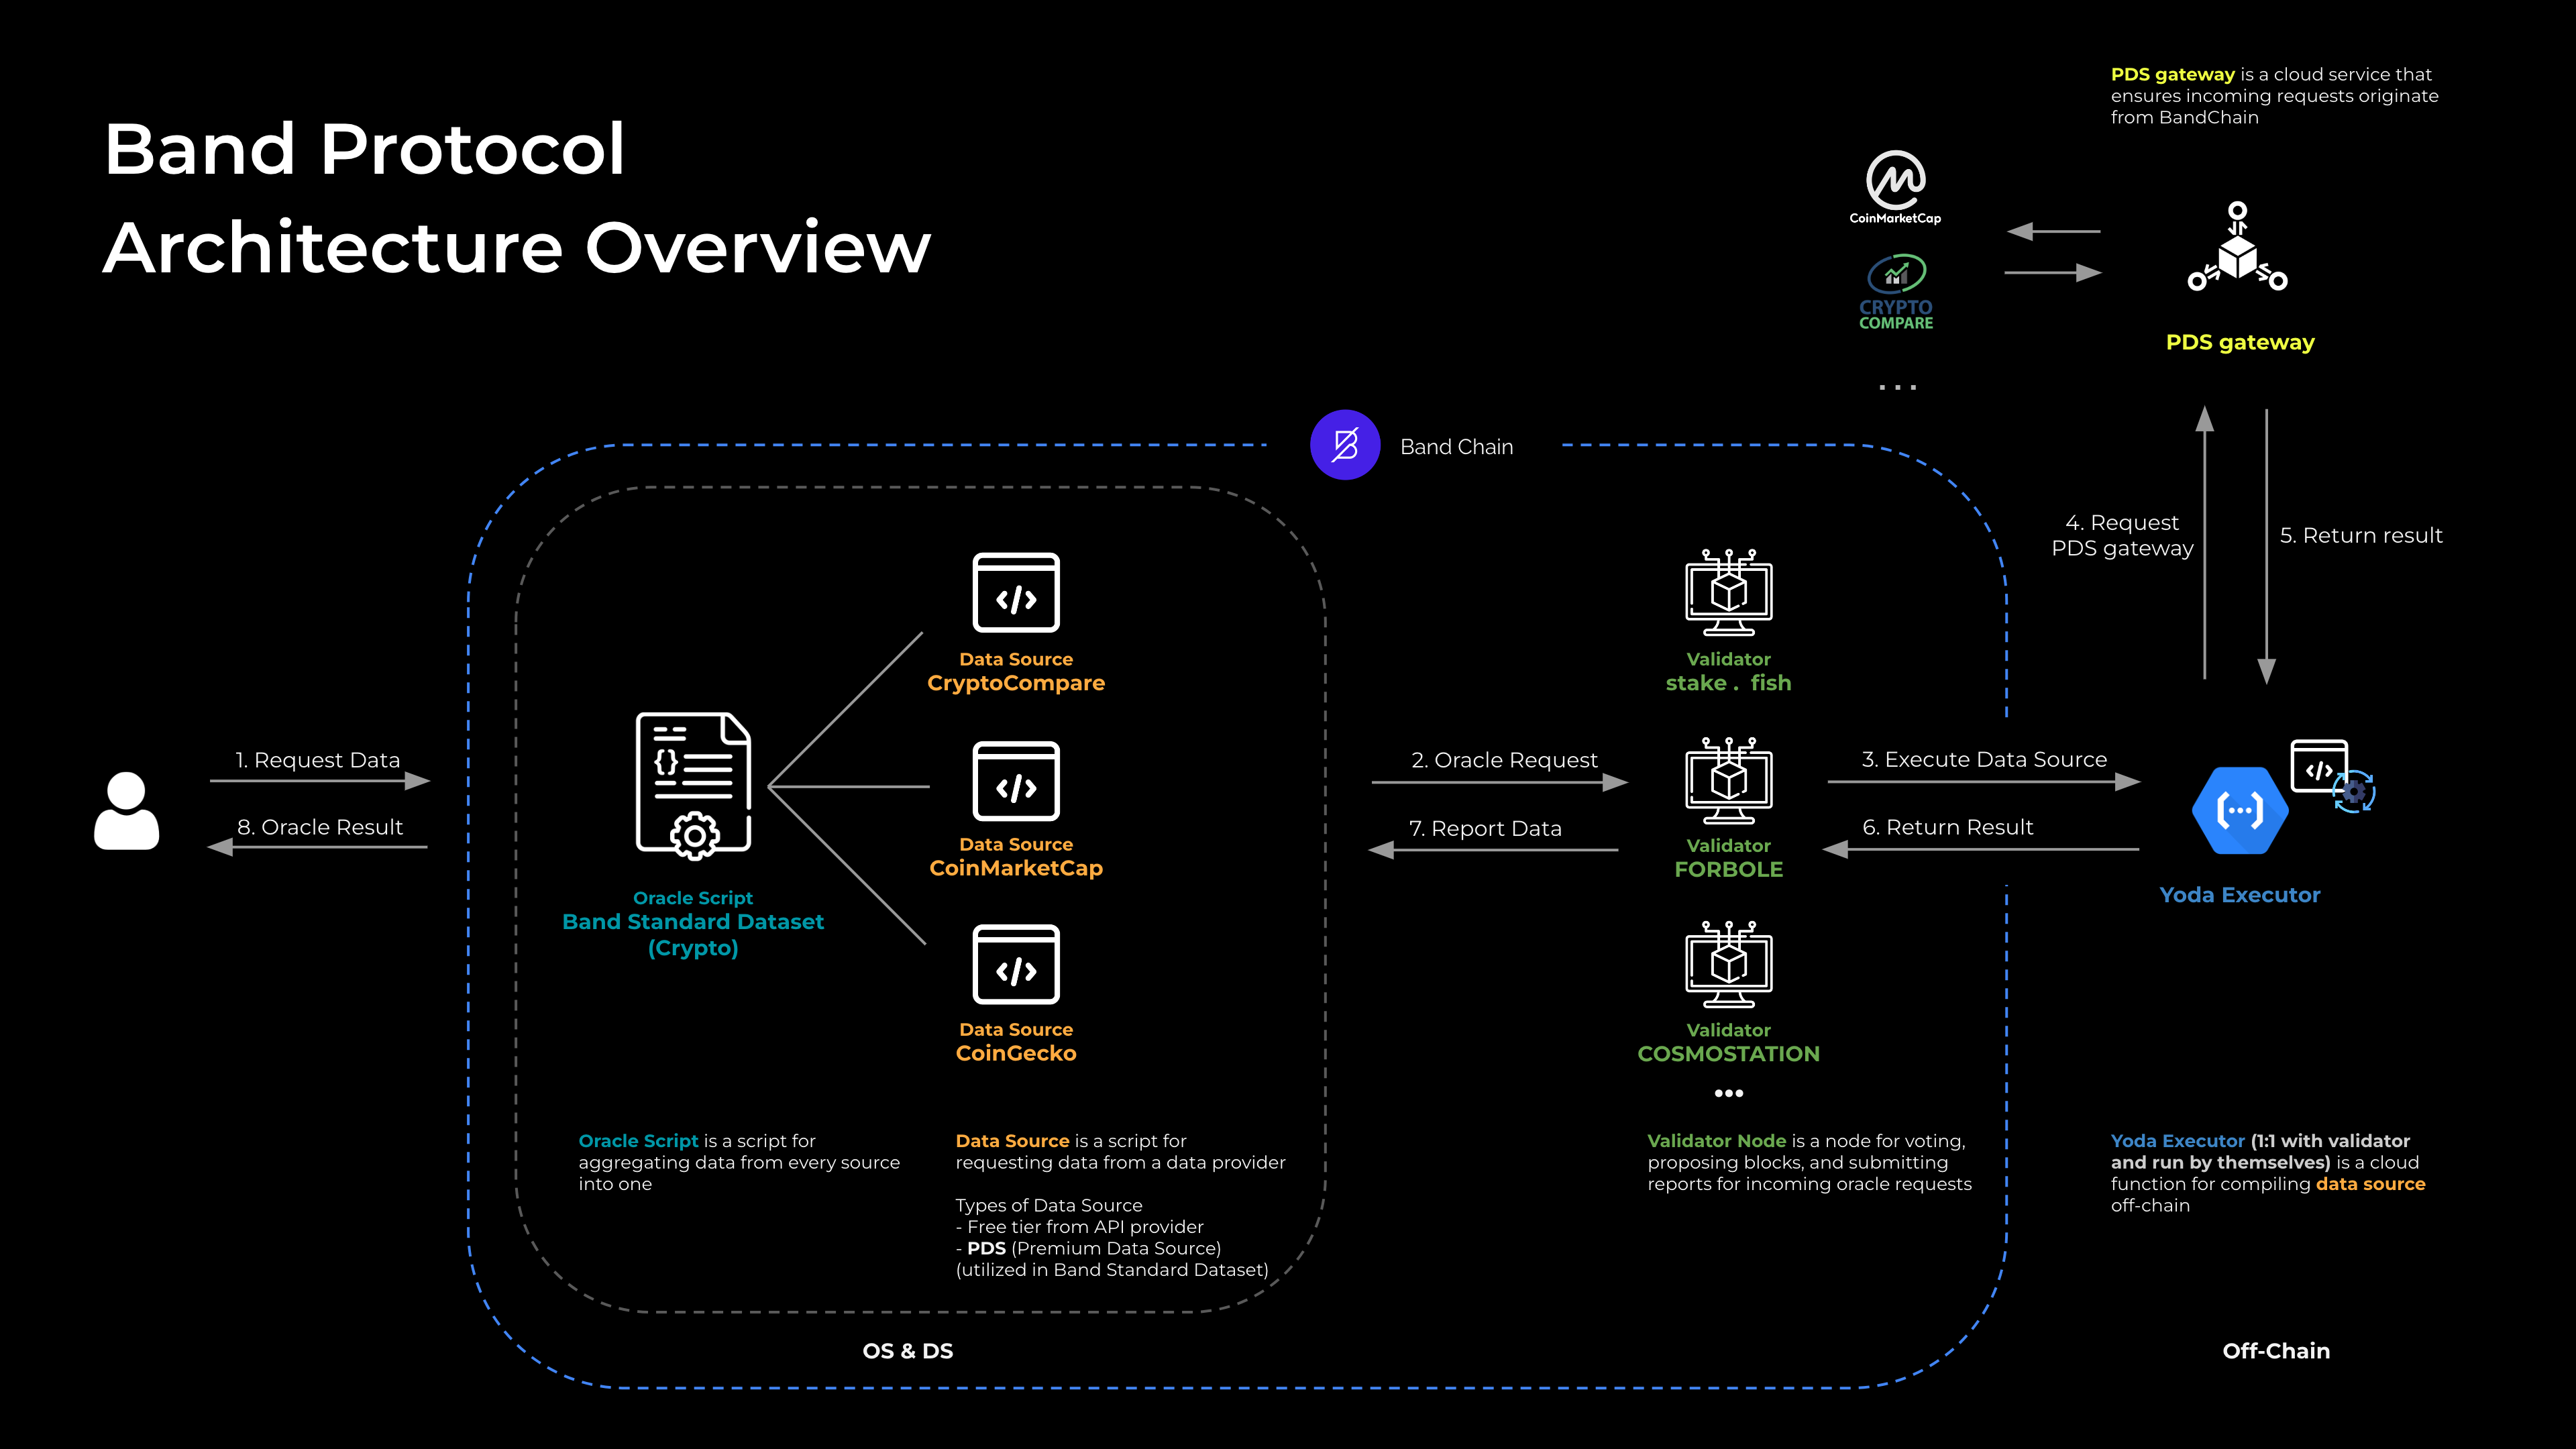 Band Protocol
Architecture Overview
PDS gateway is a cloud service that
ensures incoming requests originate
from BandChain
CoinMarketCap
CRYPTO
COMPARE
...
PDS gateway
Band Chain
4. Request
PDS gateway
5. Return result
1. Request Data
8. Oracle Result
Oracle Script
Band Standard Dataset
(Crypto)
Data Source
CryptoCompare
Data Source
CoinMarketCap
Data Source
CoinGecko
2. Oracle Request
7. Report Data
Validator
stake . fish
Validator
FORBOLE
Validator
COSMOSTATION
...
3. Execute Data Source
6. Return Result
Yoda Executor
Oracle Script is a script for
aggregating data from every source
into one
Data Source is a script for
requesting data from a data provider
Types of Data Source
- Free tier from API provider
- PDS (Premium Data Source)
(utilized in Band Standard Dataset)
Validator Node is a node for voting,
proposing blocks, and submitting
reports for incoming oracle requests
Yoda Executor (1:1 with validator
and run by themselves) is a cloud
function for compiling data source
off-chain
OS & DS
Off-Chain